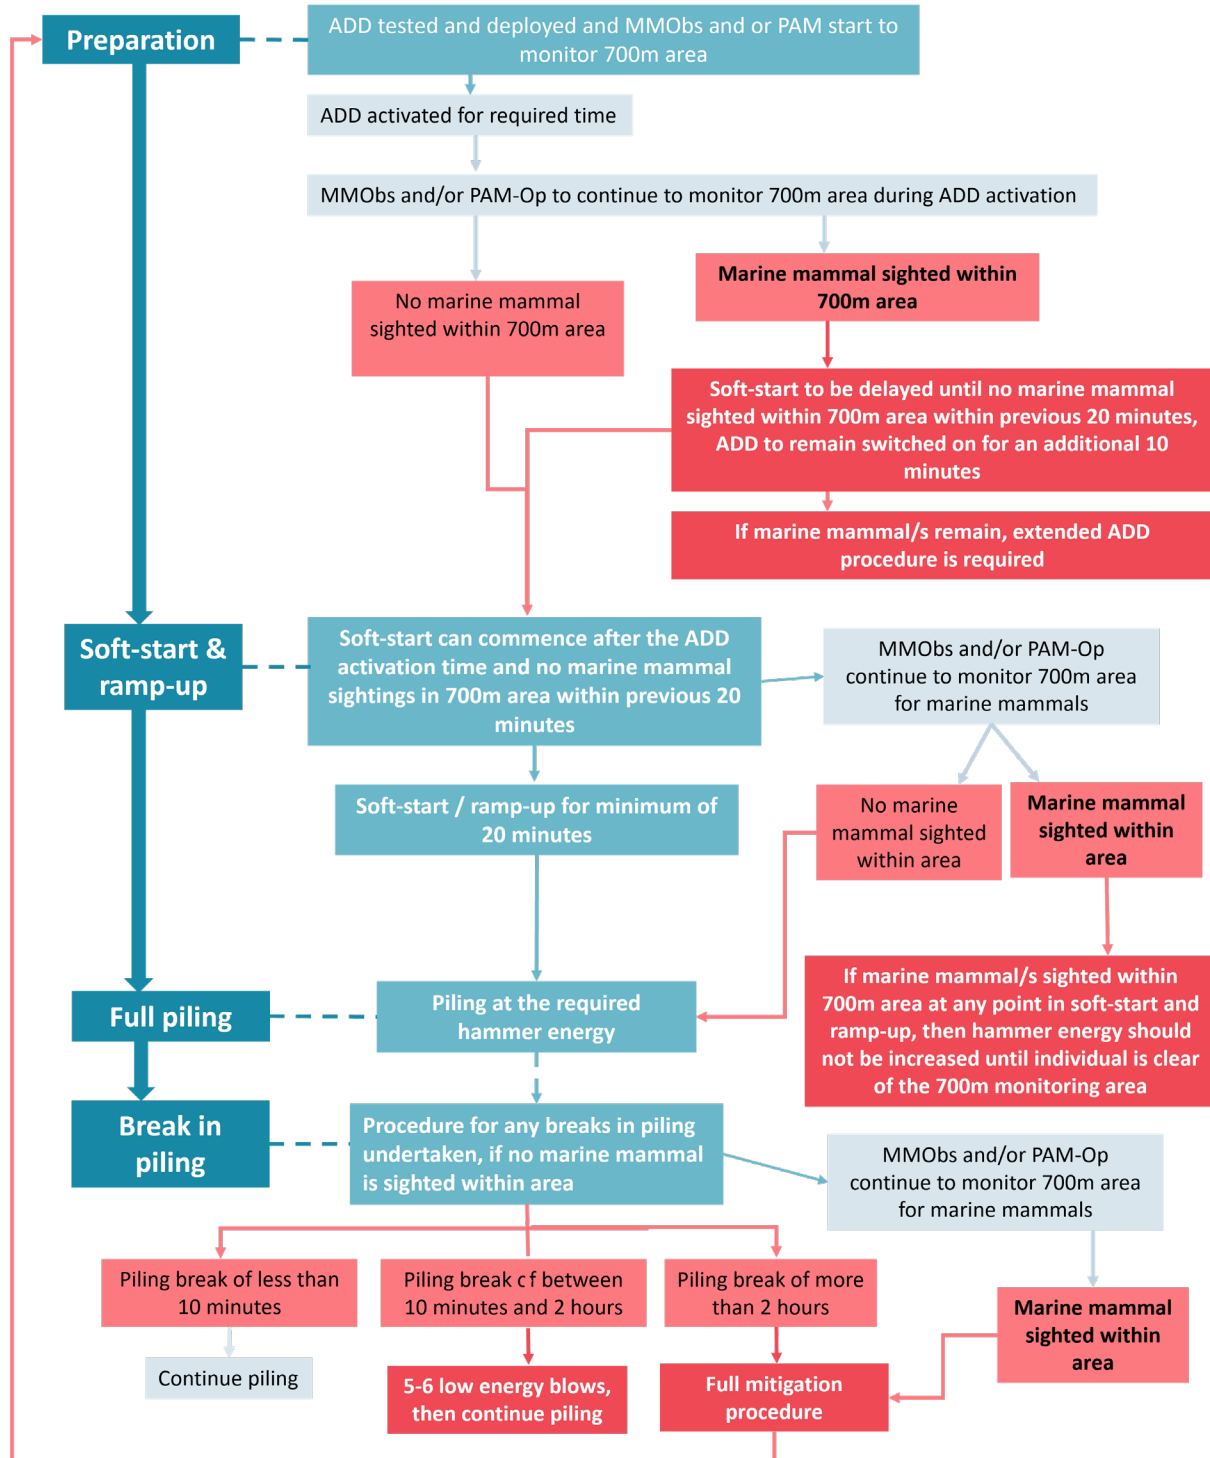 Preparation
ADD tested and deployed and MMObs and or PAM start to
monitor 700m area
ADD activated for required time
MMObs and/or PAM-Op to continue to monitor 700m area during ADD activation
No marine mammal
sighted within 700m area
Marine mammal sighted within
700m area
Soft-start to be delayed until no marine mammal
sighted within 700m area within previous 20 minutes,
ADD to remain switched on for an additional 10
minutes
If marine mammal/s remain, extended ADD
procedure is required
Soft-start &
ramp-up
Soft-start can commence after the ADD
activation time and no marine mammal
sightings in 700m area within previous 20
minutes
MMObs and/or PAM-Op
continue to monitor 700m area
for marine mammals
Soft-start / ramp-up for minimum of
20 minutes
No marine
mammal sighted
within area
Marine mammal
sighted within
area
If marine mammal/s sighted within
700m area at any point in soft-start and
ramp-up, then hammer energy should
not be increased until individual is clear
of the 700m monitoring area
Full piling
Piling at the required
hammer energy
Break in
piling
Procedure for any breaks in piling
undertaken, if no marine mammal
is sighted within area
MMObs and/or PAM-Op
continue to monitor 700m area
for marine mammals
Piling break of less than
10 minutes
Piling break of between
10 minutes and 2 hours
Piling break of more
than 2 hours
Marine mammal
sighted within
area
Continue piling
5-6 low energy blows,
then continue piling
Full mitigation
procedure